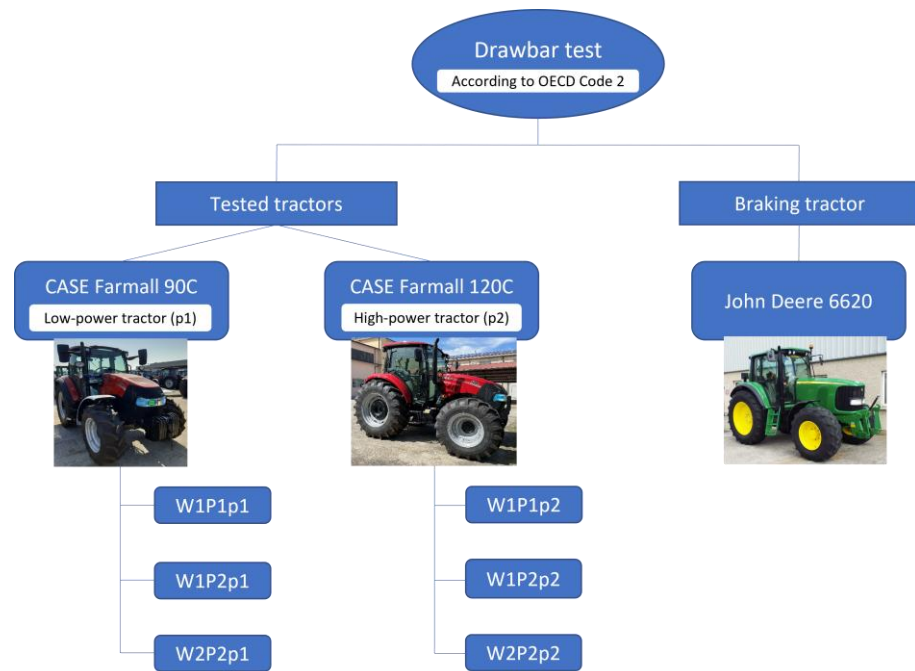 Drawbar test
According to OECD Code 2
Tested tractors
Braking tractor
CASE Farmall 90C
Low-power tractor (p1)
CASE Farmall 120C
High-power tractor (p2)
John Deere 6620
W1P1p1
W1P2p1
W2P2p1
W1P1p2
W1P2p2
W2P2p2